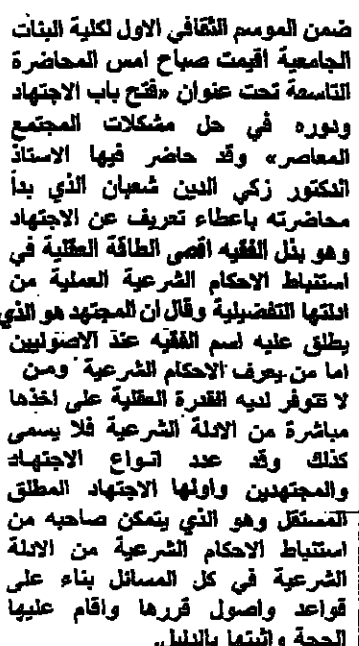 ضمن الموسم الثقافي الاول لكلية البنات
الجامعية اقيمت صباح امس المحاضرة
التاسعة تحت عنوان «فتح باب الاجتهاد
ودوره في حل مشكلات المجتمع
المعاصر» وقد حاضر فيها الاستاذ
الدكتور زكي الدين شعبان الذي بدأ
محاضرته باعطاء تعريف عن الاجتهاد
وهو بذل الفقيه اقصى الطاقة العقلية في
استنباط الاحكام الشرعية العملية من
ادلتها التفضيلية وقال ان المجتهد هو الذي
يطلق عليه اسم الفقيه عند الاصوليين
اما من يعرف الاحكام الشرعية ومن
لا تتوفر لديه القدرة العقلية على اخذها
مباشرة من الادلة الشرعية فلا يسمى
كذلك وقد عدد انواع الاجتهاد
والمجتهدين واولها الاجتهاد المطلق
المستقل وهو الذي يتمكن صاحبه من
استنباط الاحكام الشرعية من الادلة
الشرعية في كل المسائل بناء على
قواعد واصول قررها واقام عليها
الحجة واثبتها بالدليل.